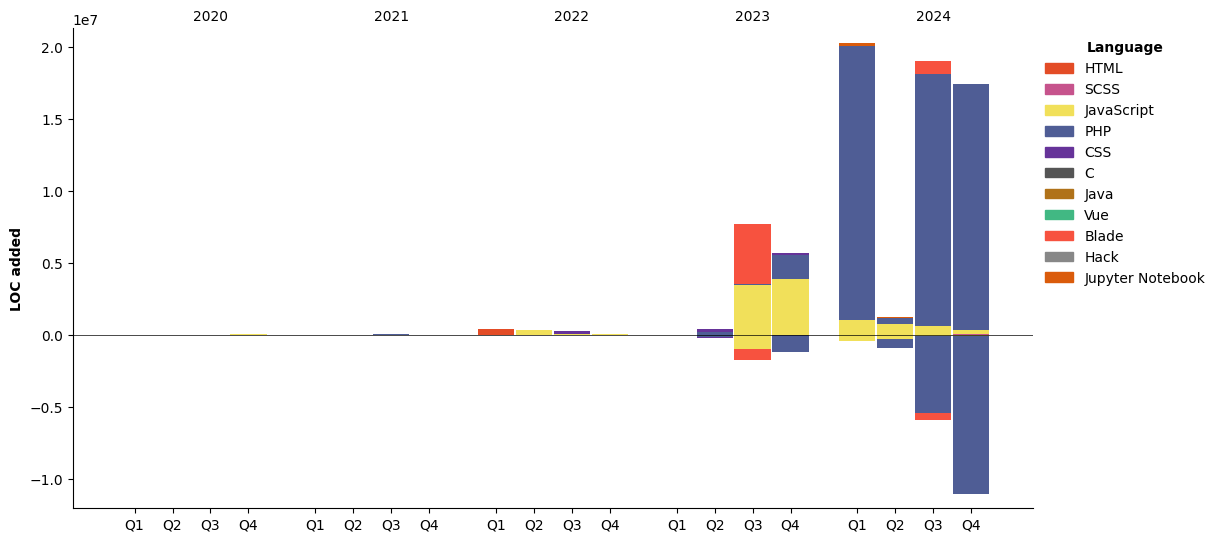 2020 2021 2022 2023 2024
1e7
2.0
1.5
1.0
0.5
0.0
−0.5
−1.0
LOC added
Q1 Q2 Q3 Q4 Q1 Q2 Q3 Q4 Q1 Q2 Q3 Q4 Q1 Q2 Q3 Q4 Q1 Q2 Q3 Q4
Language
HTML
SCSS
JavaScript
PHP
CSS
C
Java
Vue
Blade
Hack
Jupyter Notebook